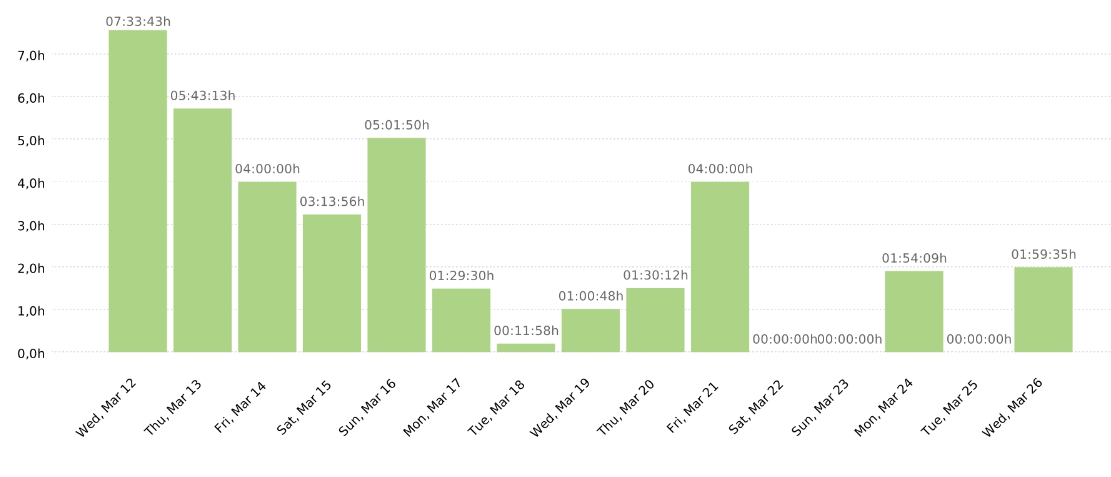 07:33:43h
7,0h
6,0h
05:43:13h
5,0h
05:01:50h
4,0h
04:00:00h
04:00:00h
03:13:56h
3,0h
2,0h
01:54:09h
01:59:35h
01:29:30h
01:30:12h
1,0h
01:00:48h
00:11:58h
00:00:00h
00:00:00h
00:00:00h
0,0h
Wed, Mar 12
Thu, Mar 13
Fri, Mar 14
Sat, Mar 15
Sun, Mar 16
Mon, Mar 17
Tue, Mar 18
Wed, Mar 19
Thu, Mar 20
Fri, Mar 21
Sat, Mar 22
Sun, Mar 23
Mon, Mar 24
Tue, Mar 25
Wed, Mar 26